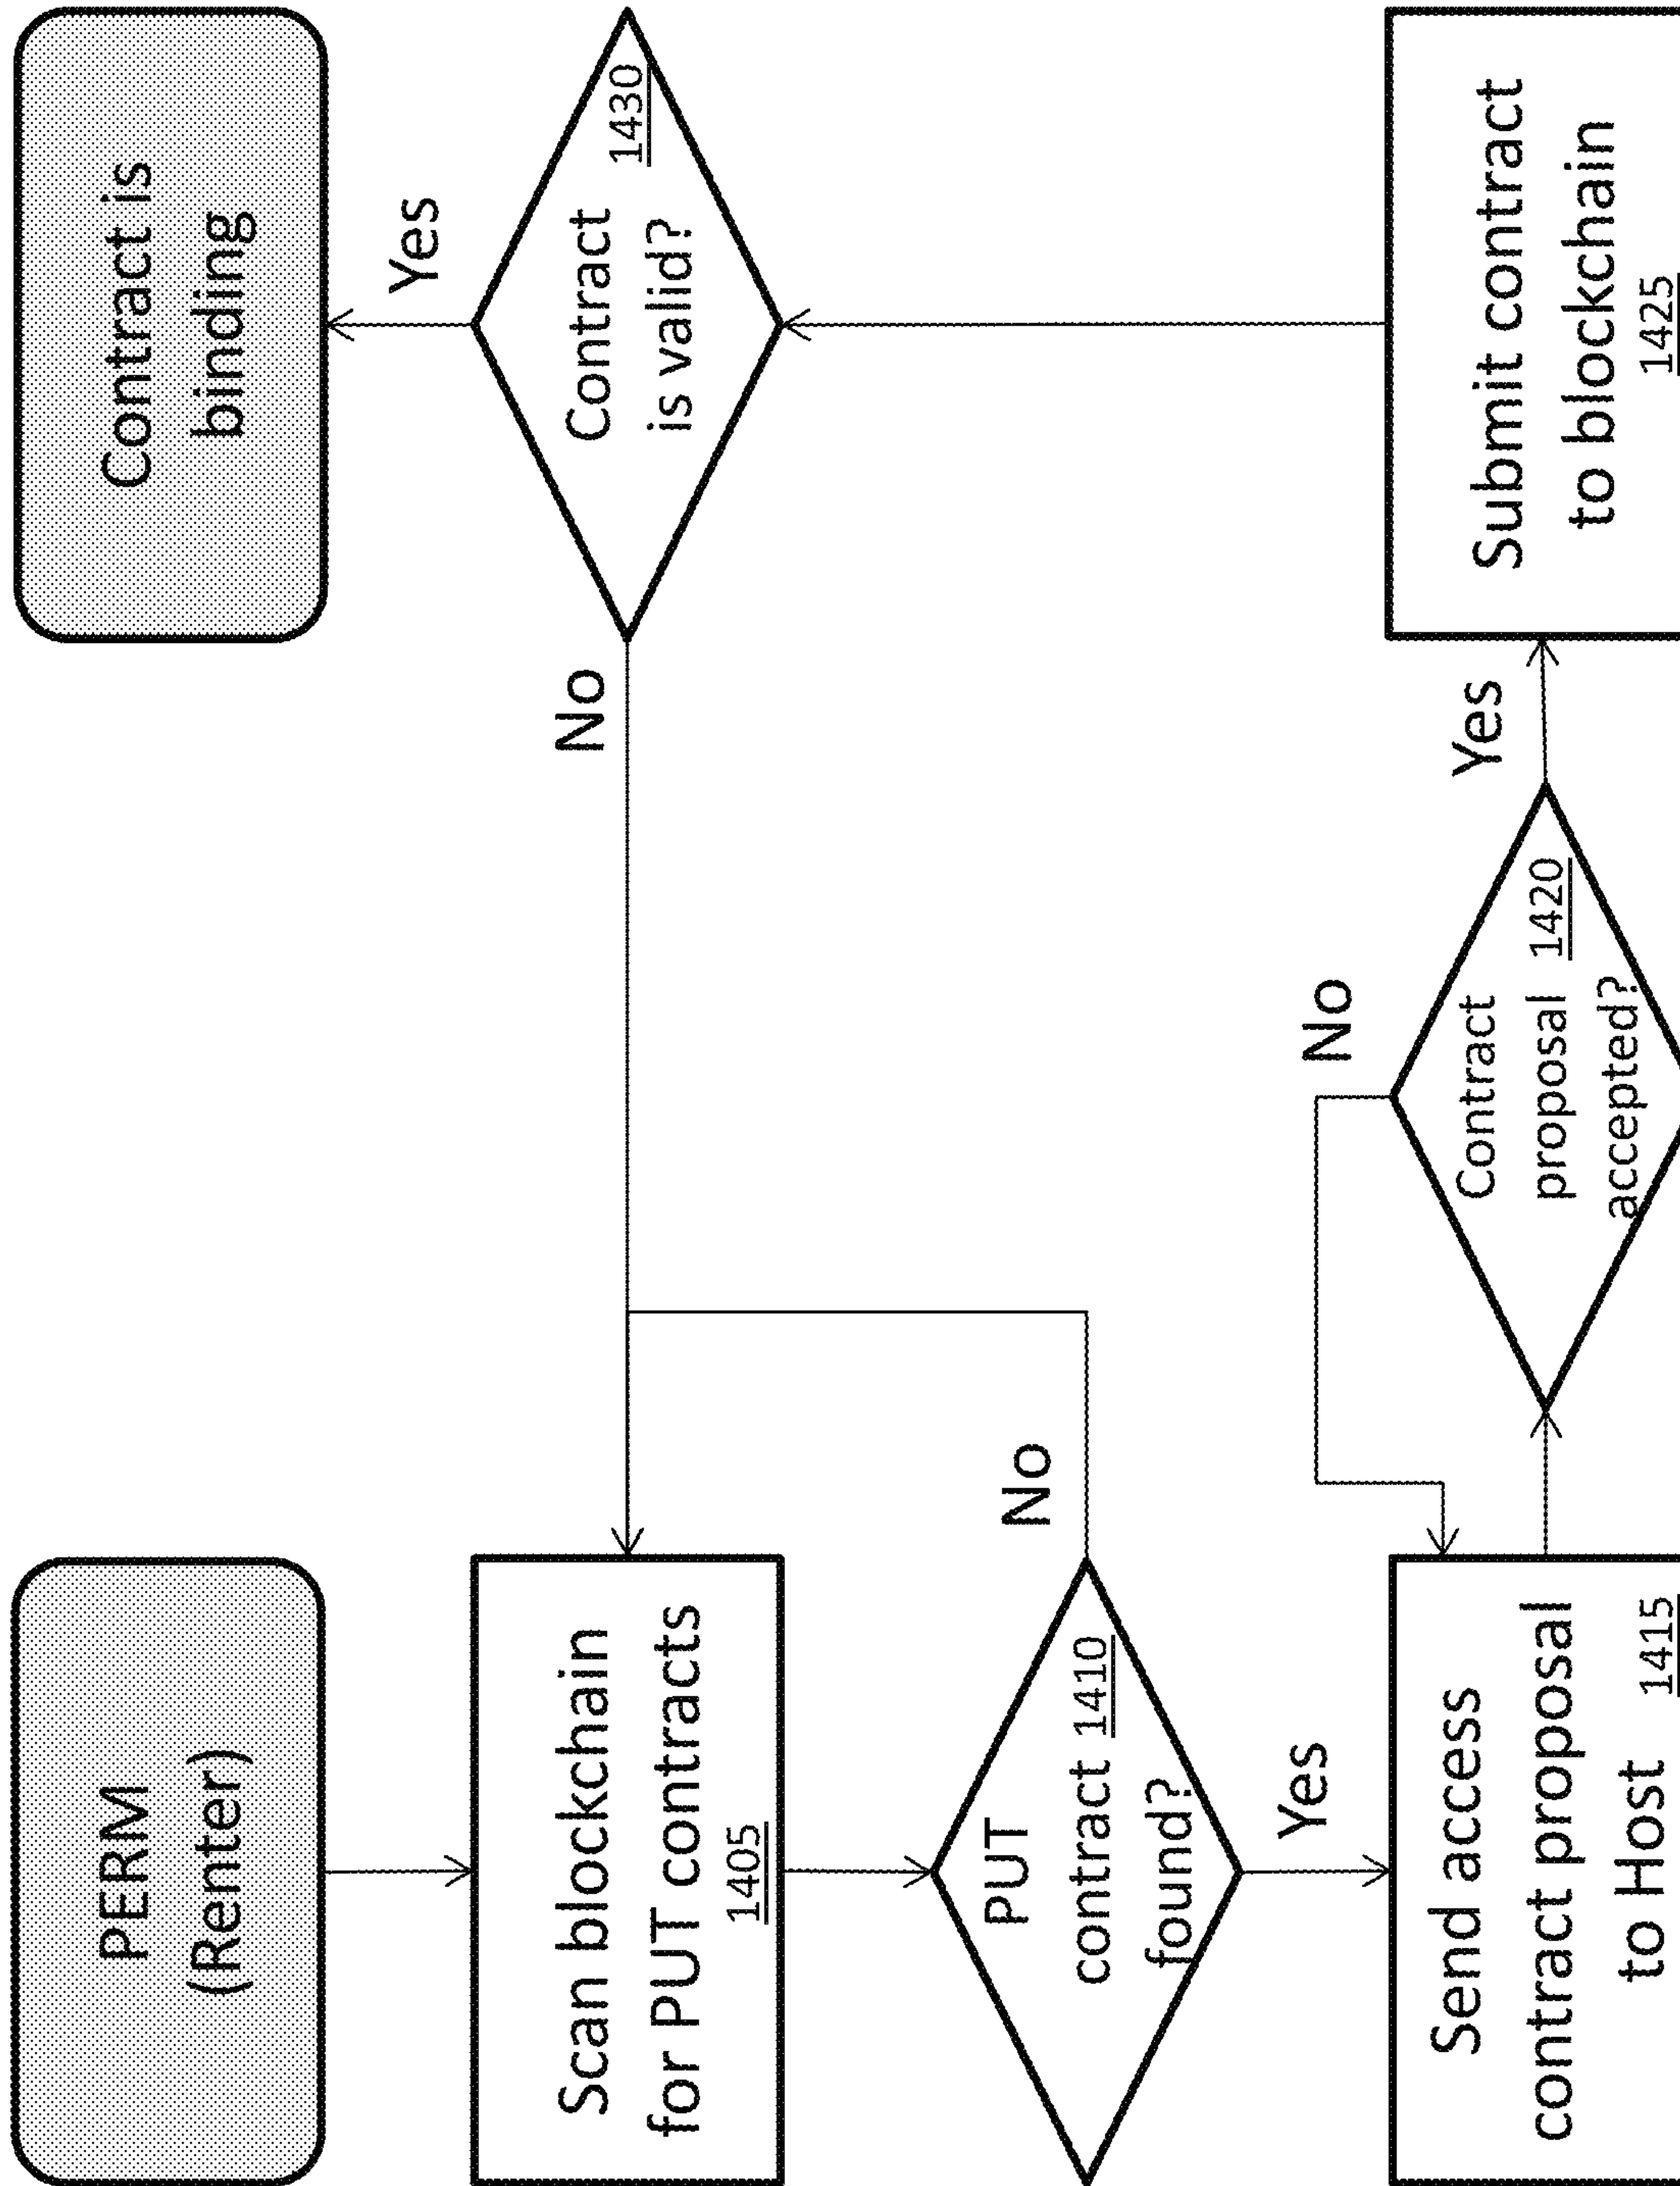 PERM
(Renter)
Scan blockchain
for PUT contracts
1405
PUT
contract 1410
found?
No
Yes
Send access
contract proposal
to Host 1415
Contract
proposal 1420
accepted?
No
Yes
Submit contract
to blockchain
1425
Contract
is valid?
1430
No
Yes
Contract is
binding